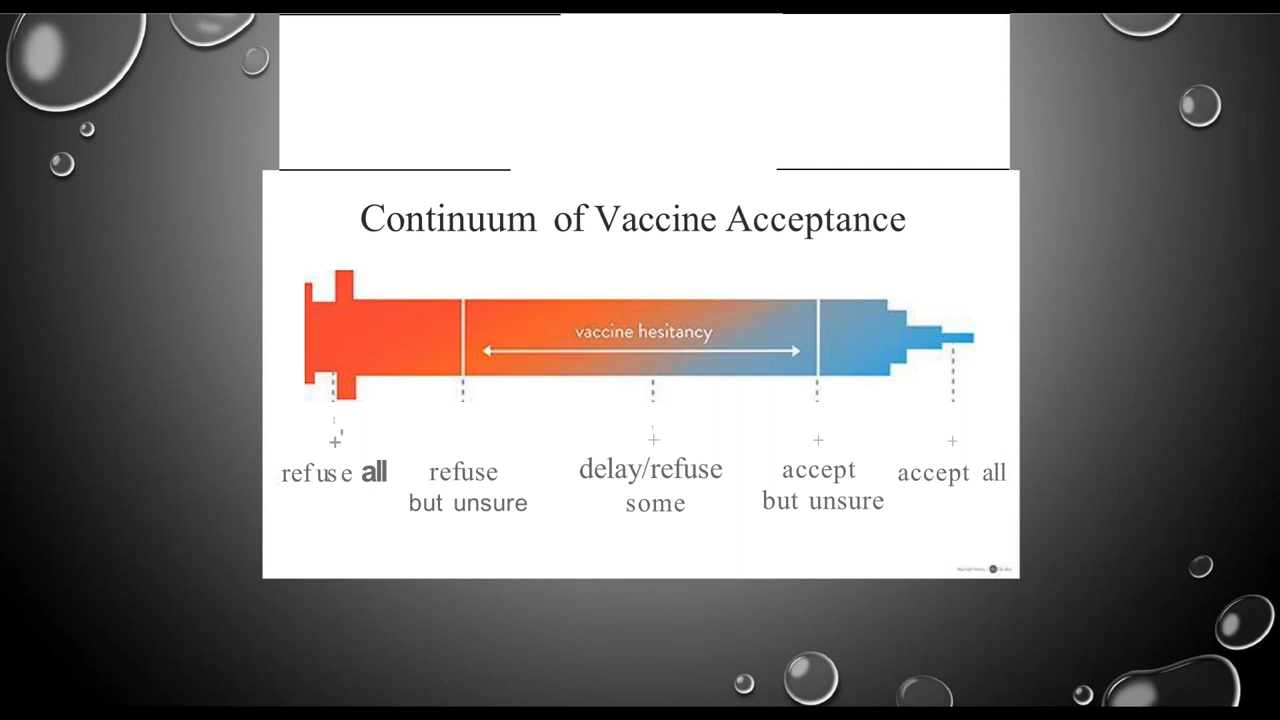 Continuum of Vaccine Acceptance
vaccine hesitancy
refuse all
refuse
but unsure
delay/refuse
some
accept
but unsure
accept all